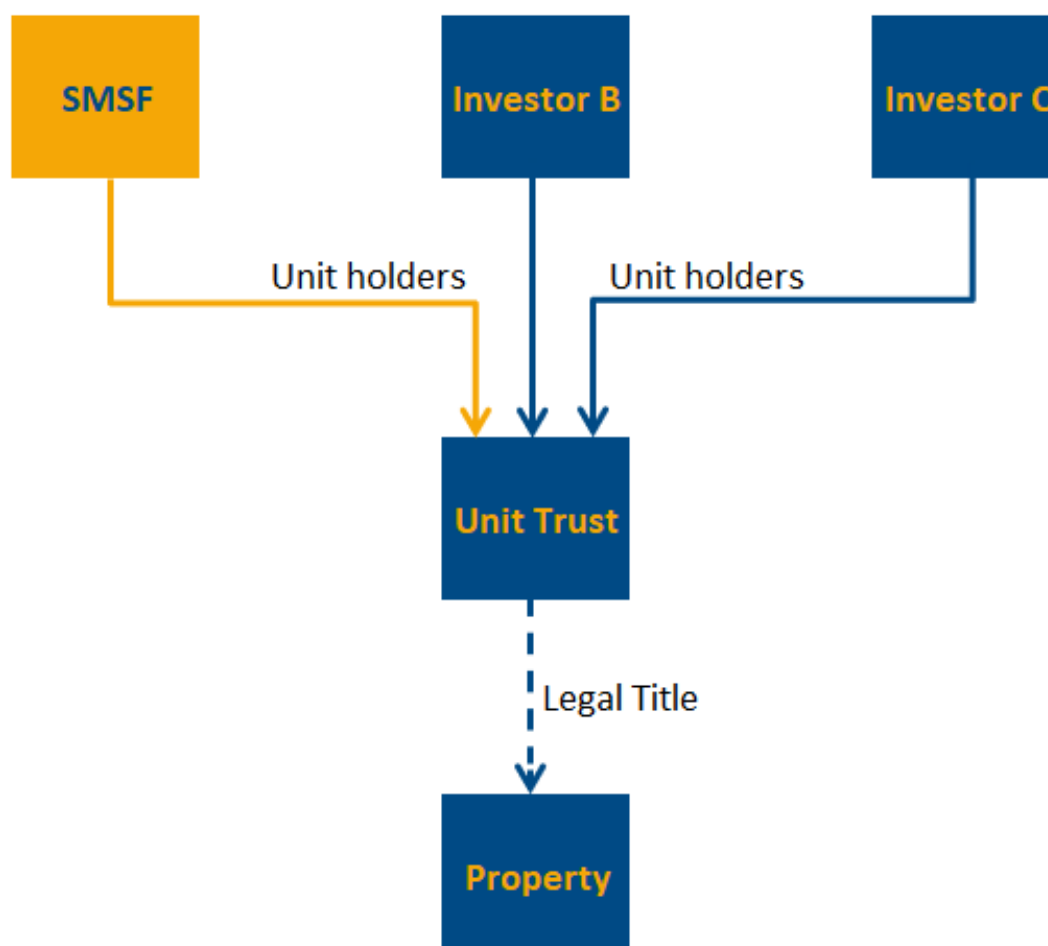 SMSF
Investor B
Investor C
Unit holders
Unit holders
Unit Trust
Legal Title
Property